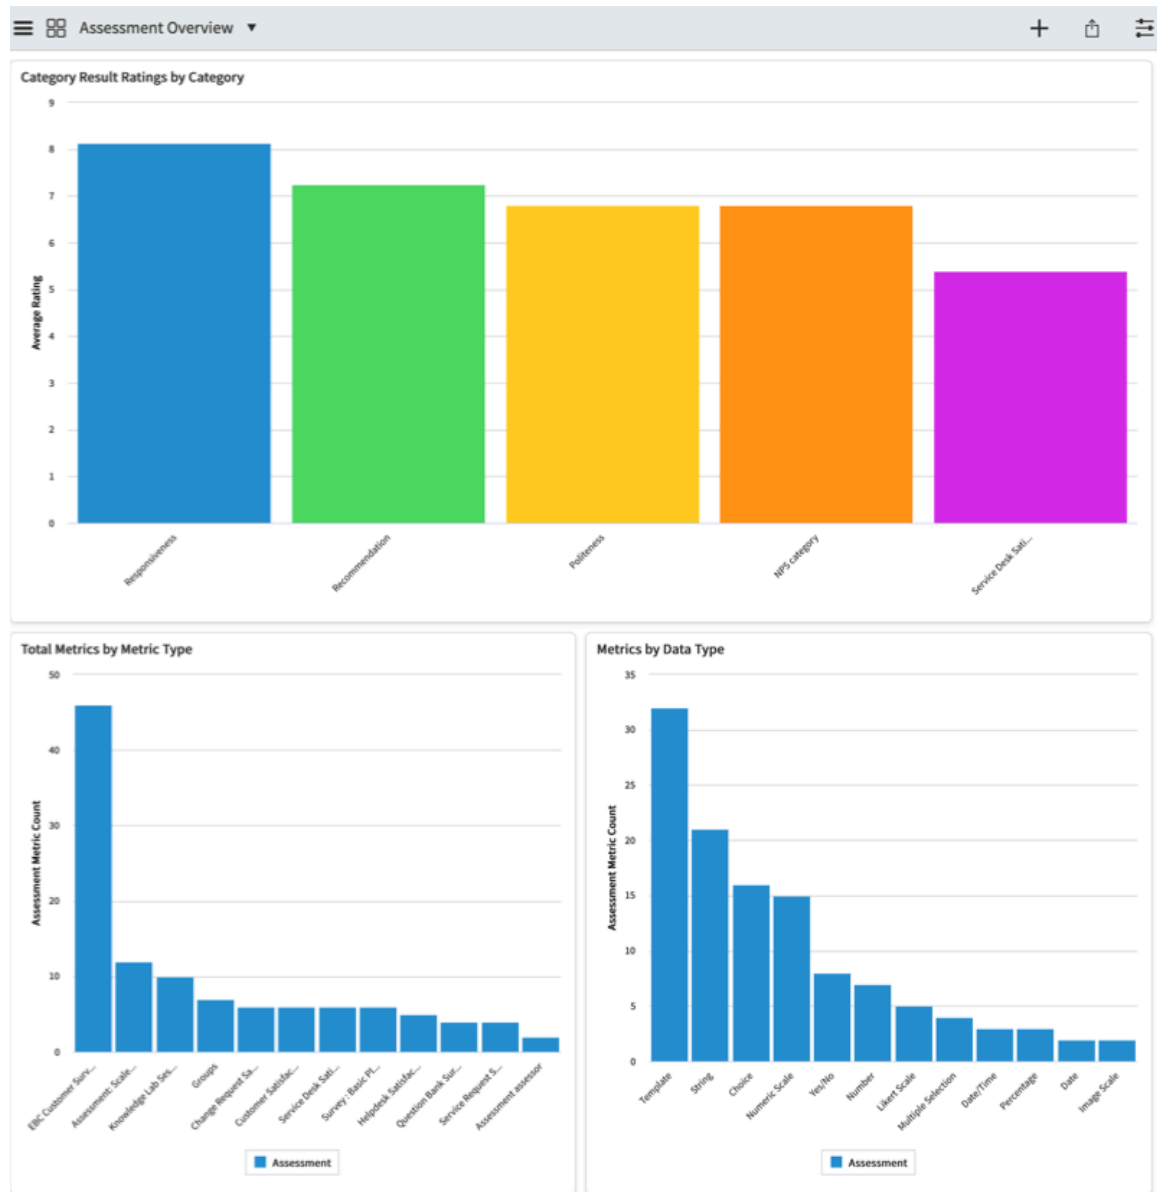 Assessment Overview ▼
Category Result Ratings by Category
9
8
7
6
5
4
3
2
1
0
Average Rating
Responsiveness
Recommendation
Politeness
NPS category
Service Desk Sati...
Total Metrics by Metric Type
50
40
30
20
10
0
Assessment Metric Count
EBC Customer Surv...
Assessment: Scale...
Knowledge Lab Ses...
Groups
Change Request Sa...
Customer Satisfac...
Service Desk Sati...
Survey : Basic Pl...
Helpdesk Satisfac...
Question Bank Sur...
Service Request S...
Assessment assessor
Assessment
Metrics by Data Type
35
30
25
20
15
10
5
0
Assessment Metric Count
Template
String
Choice
Numeric Scale
Yes/No
Number
Likert Scale
Multiple Selection
Date/Time
Percentage
Date
Image Scale
Assessment